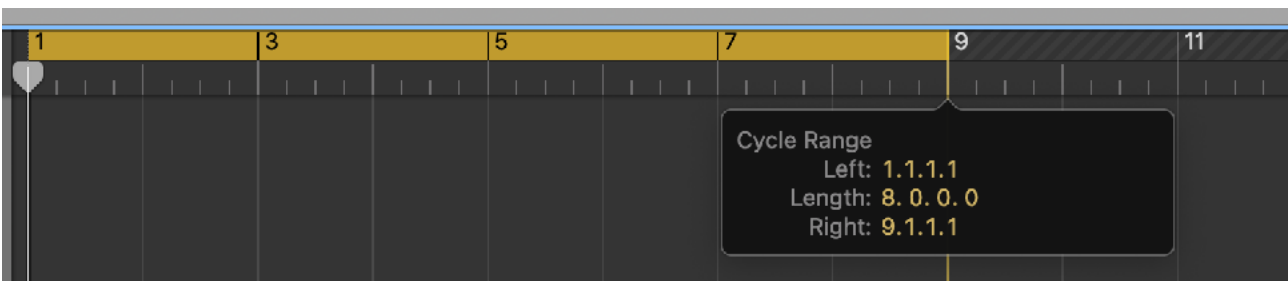 1 3 5 7 9 11
Cycle Range
Left: 1.1.1.1
Length: 8. 0. 0. 0
Right: 9.1.1.1